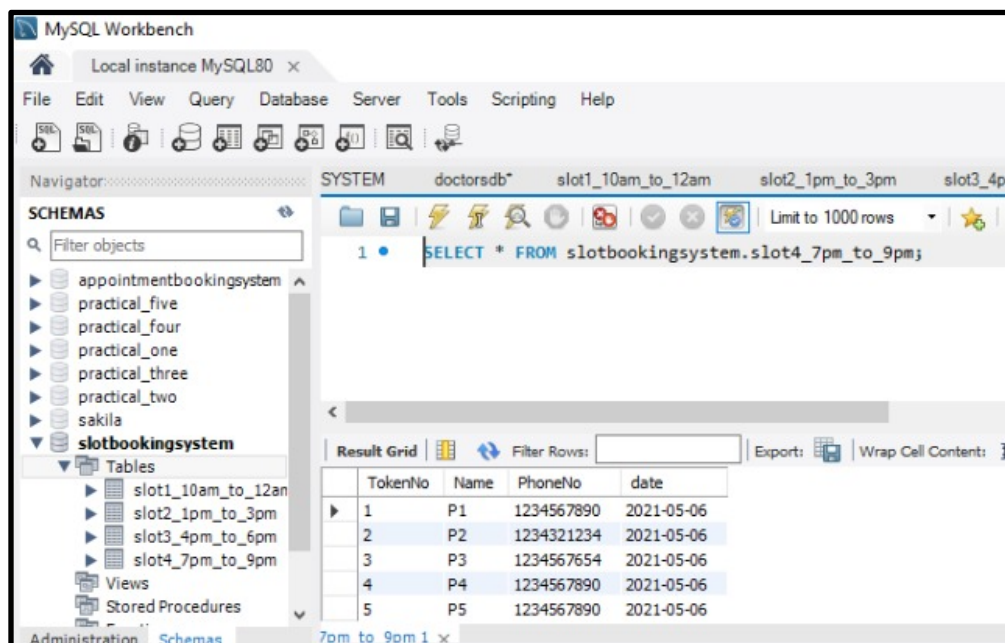 MySQL Workbench
Local instance MySQL80 ×
File Edit View Query Database Server Tools Scripting Help
SQL SQL
Navigator
SCHEMAS
Filter objects
appointmentbookingsystem
practical_five
practical_four
practical_one
practical_three
practical_two
sakila
slotbookingsystem
Tables
slot1_10am_to_12am
slot2_1pm_to_3pm
slot3_4pm_to_6pm
slot4_7pm_to_9pm
Views
Stored Procedures
Administration Schemas
SYSTEM doctorsdb* slot1_10am_to_12am slot2_1pm_to_3pm slot3_4p
Limit to 1000 rows
1 SELECT * FROM slotbookingsystem.slot4_7pm_to_9pm;
Result Grid Filter Rows: Export: Wrap Cell Content:
TokenNo Name PhoneNo date
1 P1 1234567890 2021-05-06
2 P2 1234321234 2021-05-06
3 P3 1234567654 2021-05-06
4 P4 1234567890 2021-05-06
5 P5 1234567890 2021-05-06
7pm_to_9pm 1 ×